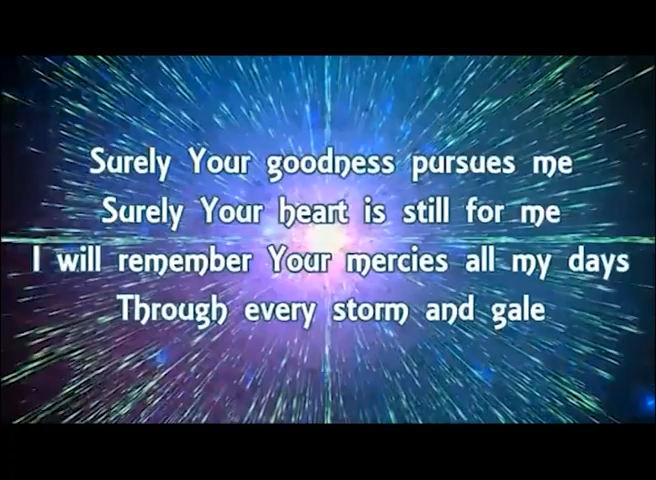 Surely Your goodness pursues me
Surely Your heart is still for me
I will remember Your mercies all my days
Through every storm and gale